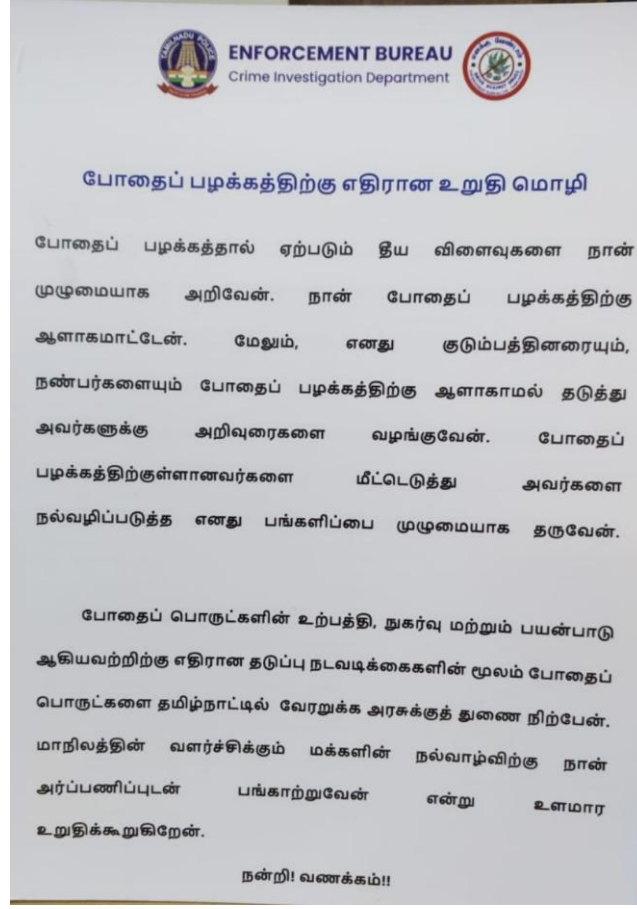 TAMILNADU POLICE
ENFORCEMENT BUREAU
Crime Investigation Department
போதைப் பழக்கத்திற்கு எதிரான உறுதி மொழி
போதைப் பழக்கத்தால் ஏற்படும் தீய விளைவுகளை நான்
முழுமையாக அறிவேன். நான் போதைப் பழக்கத்திற்கு
ஆளாகமாட்டேன். மேலும், எனது குடும்பத்தினரையும்,
நண்பர்களையும் போதைப் பழக்கத்திற்கு ஆளாகாமல் தடுத்து
அவர்களுக்கு அறிவுரைகளை வழங்குவேன். போதைப்
பழக்கத்திற்குள்ளானவர்களை மீட்டெடுத்து அவர்களை
நல்வழிப்படுத்த எனது பங்களிப்பை முழுமையாக தருவேன்.
போதைப் பொருட்களின் உற்பத்தி, நுகர்வு மற்றும் பயன்பாடு
ஆகியவற்றிற்கு எதிரான தடுப்பு நடவடிக்கைகளின் மூலம் போதைப்
பொருட்களை தமிழ்நாட்டில் வேரறுக்க அரசுக்குத் துணை நிற்பேன்.
மாநிலத்தின் வளர்ச்சிக்கும் மக்களின் நல்வாழ்விற்கு நான்
அர்ப்பணிப்புடன் பங்காற்றுவேன் என்று உளமார
உறுதிக்கூறுகிறேன்.
நன்றி! வணக்கம்!!